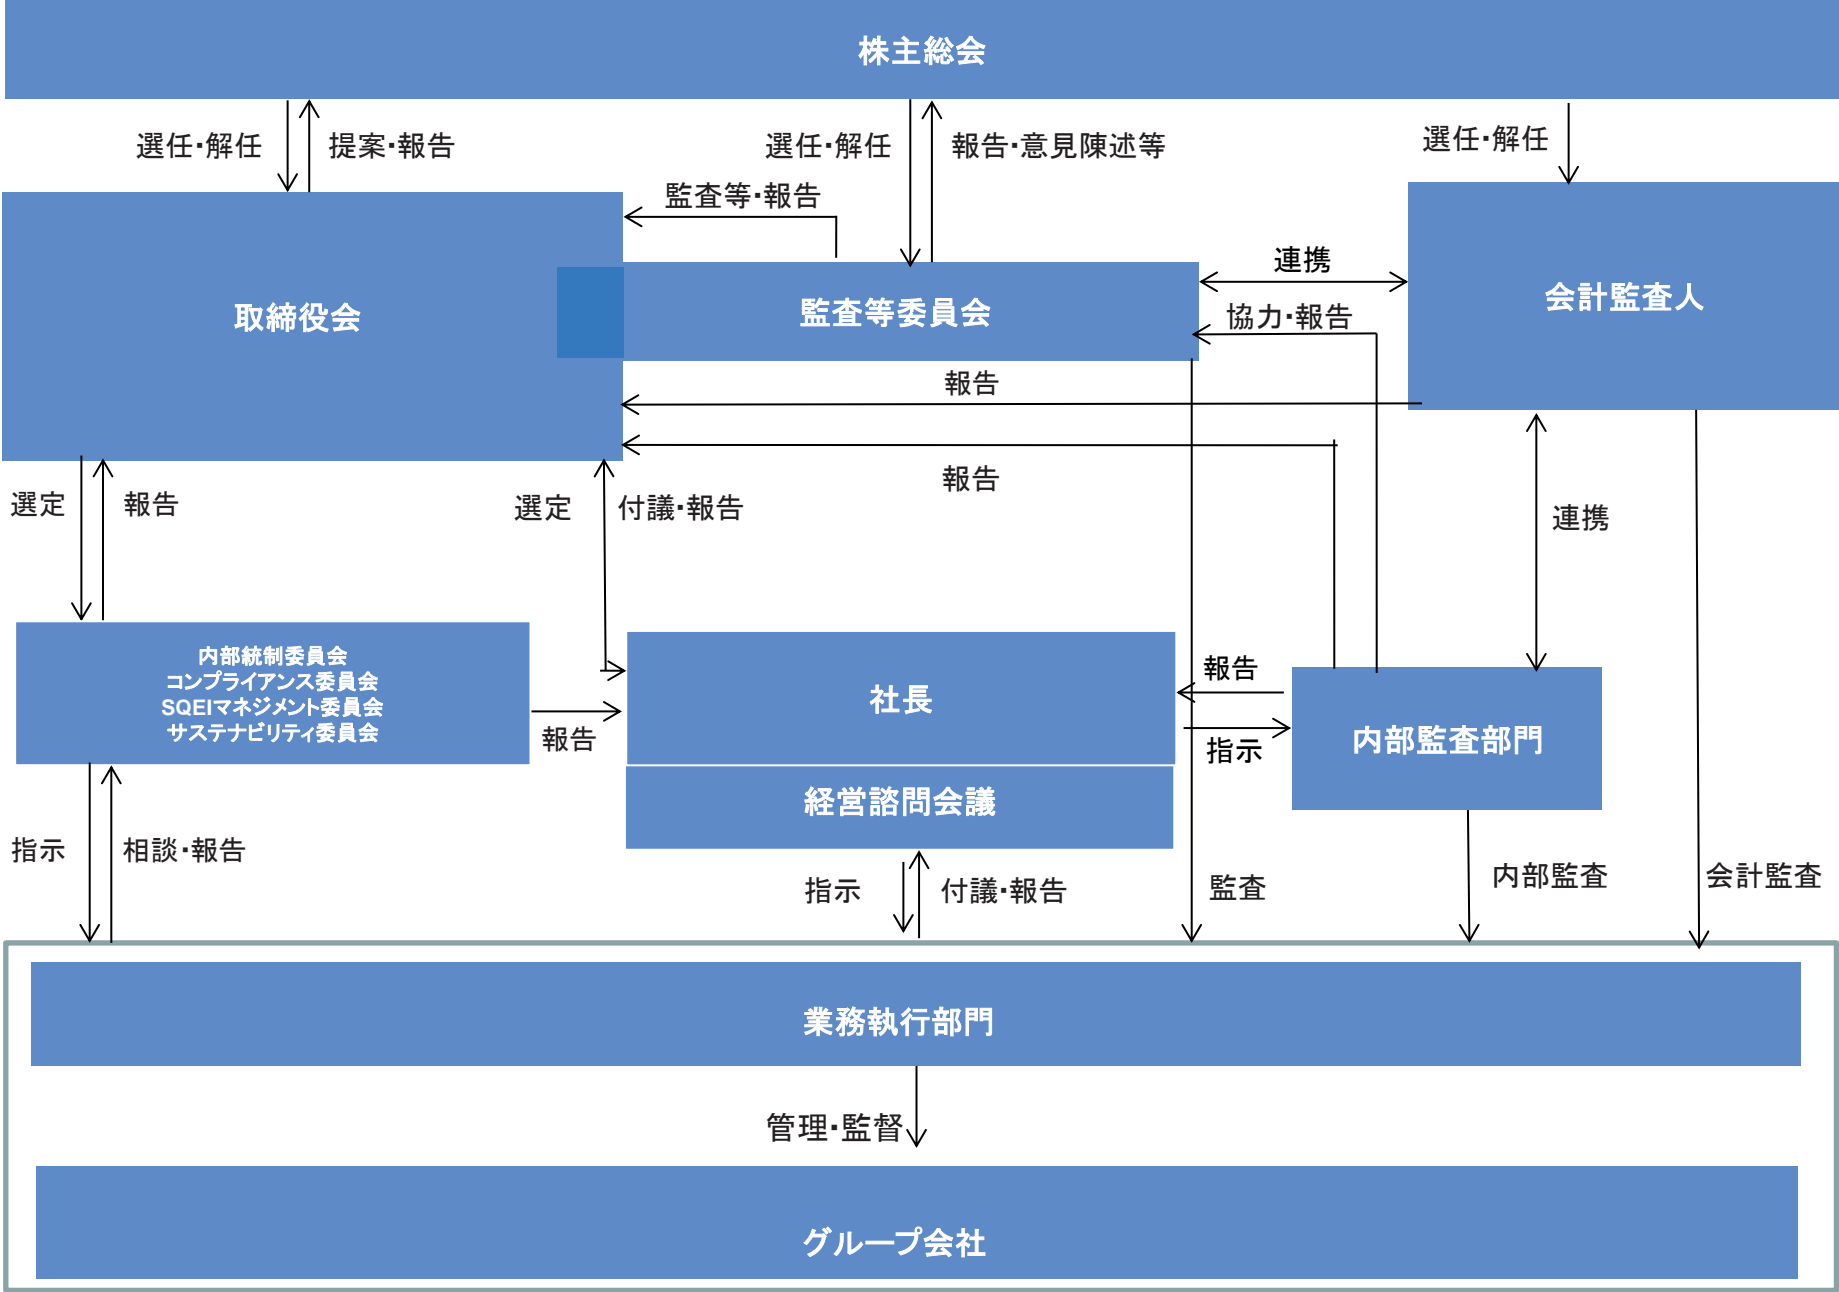 株主総会
選任・解任
提案・報告
選任・解任
報告・意見陳述等
選任・解任
監査等・報告
取締役会
監査等委員会
連携
協力・報告
会計監査人
報告
報告
選定
報告
選定
付議・報告
連携
内部統制委員会
コンプライアンス委員会
SQEIマネジメント委員会
サステナビリティ委員会
報告
社長
経営諮問会議
報告
指示
内部監査部門
指示
相談・報告
指示
付議・報告
監査
内部監査
会計監査
業務執行部門
管理・監督
グループ会社